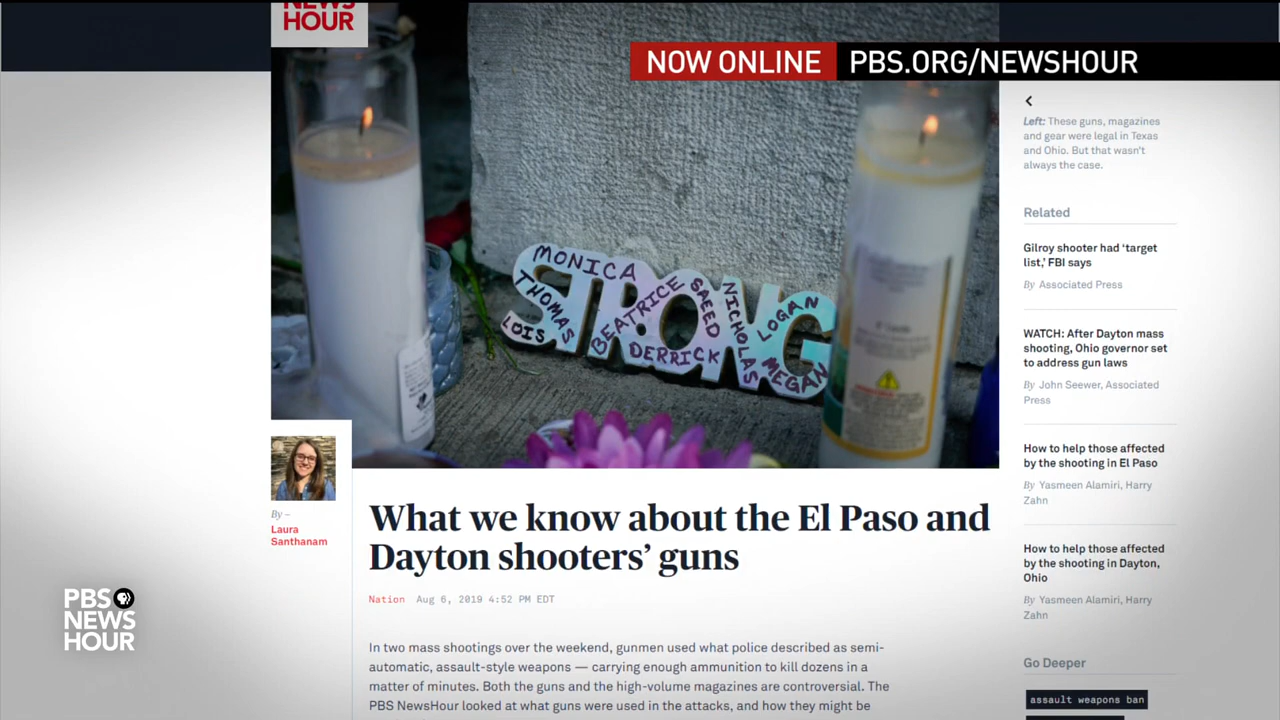 NEWS
HOUR
NOW ONLINE PBS.ORG/NEWSHOUR
MONICA
THOMAS
LOIS
STRONG
BEATRICE
SAEED
DERRICK
NICHOLAS
LOGAN
MEGAN
By –
Laura
Santhanam
What we know about the El Paso and
Dayton shooters’ guns
Nation Aug 6, 2019 4:52 PM EDT
In two mass shootings over the weekend, gunmen used what police described as semi-
automatic, assault-style weapons — carrying enough ammunition to kill dozens in a
matter of minutes. Both the guns and the high-volume magazines are controversial. The
PBS NewsHour looked at what guns were used in the attacks, and how they might be
Left: These guns, magazines
and gear were legal in Texas
and Ohio. But that wasn't
always the case.
Related
Gilroy shooter had ‘target
list,’ FBI says
By Associated Press
WATCH: After Dayton mass
shooting, Ohio governor set
to address gun laws
By John Seewer, Associated
Press
How to help those affected
by the shooting in El Paso
By Yasmeen Alamiri, Harry
Zahn
How to help those affected
by the shooting in Dayton,
Ohio
By Yasmeen Alamiri, Harry
Zahn
Go Deeper
assault weapons ban
PBS
NEWS
HOUR